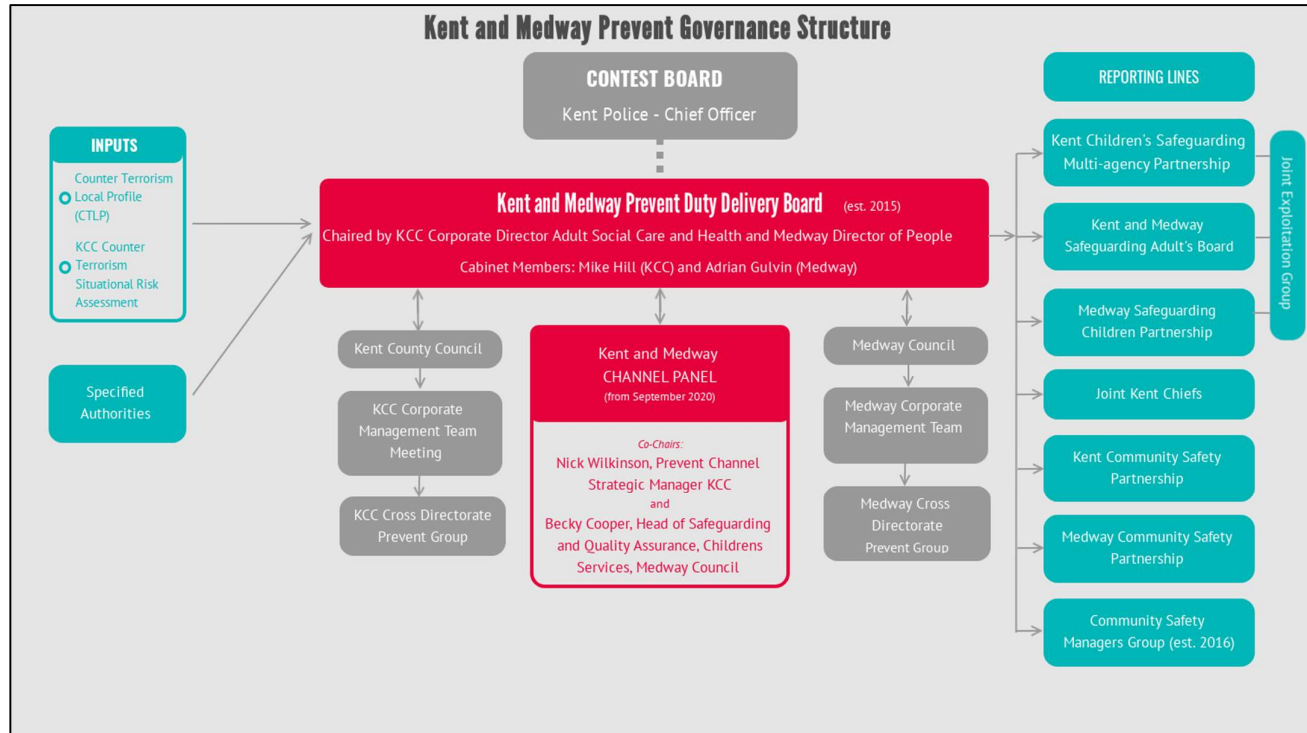 Kent and Medway Prevent Governance Structure
CONTEST BOARD
Kent Police - Chief Officer
REPORTING LINES
INPUTS
Counter Terrorism
Local Profile
(CTLP)
KCC Counter
Terrorism
Situational Risk
Assessment
Specified
Authorities
Kent and Medway Prevent Duty Delivery Board (est. 2015)
Chaired by KCC Corporate Director Adult Social Care and Health and Medway Director of People
Cabinet Members: Mike Hill (KCC) and Adrian Gulvin (Medway)
Kent County Council
KCC Corporate
Management Team
Meeting
KCC Cross Directorate
Prevent Group
Kent and Medway
CHANNEL PANEL
(from September 2020)
Co-Chairs:
Nick Wilkinson, Prevent Channel
Strategic Manager KCC
and
Becky Cooper, Head of Safeguarding
and Quality Assurance, Childrens
Services, Medway Council
Medway Council
Medway Corporate
Management Team
Medway Cross
Directorate
Prevent Group
Kent Children's Safeguarding
Multi-agency Partnership
Kent and Medway
Safeguarding Adult's Board
Medway Safeguarding
Children Partnership
Joint Kent Chiefs
Kent Community Safety
Partnership
Medway Community Safety
Partnership
Community Safety
Managers Group (est. 2016)
Joint Exploitation Group